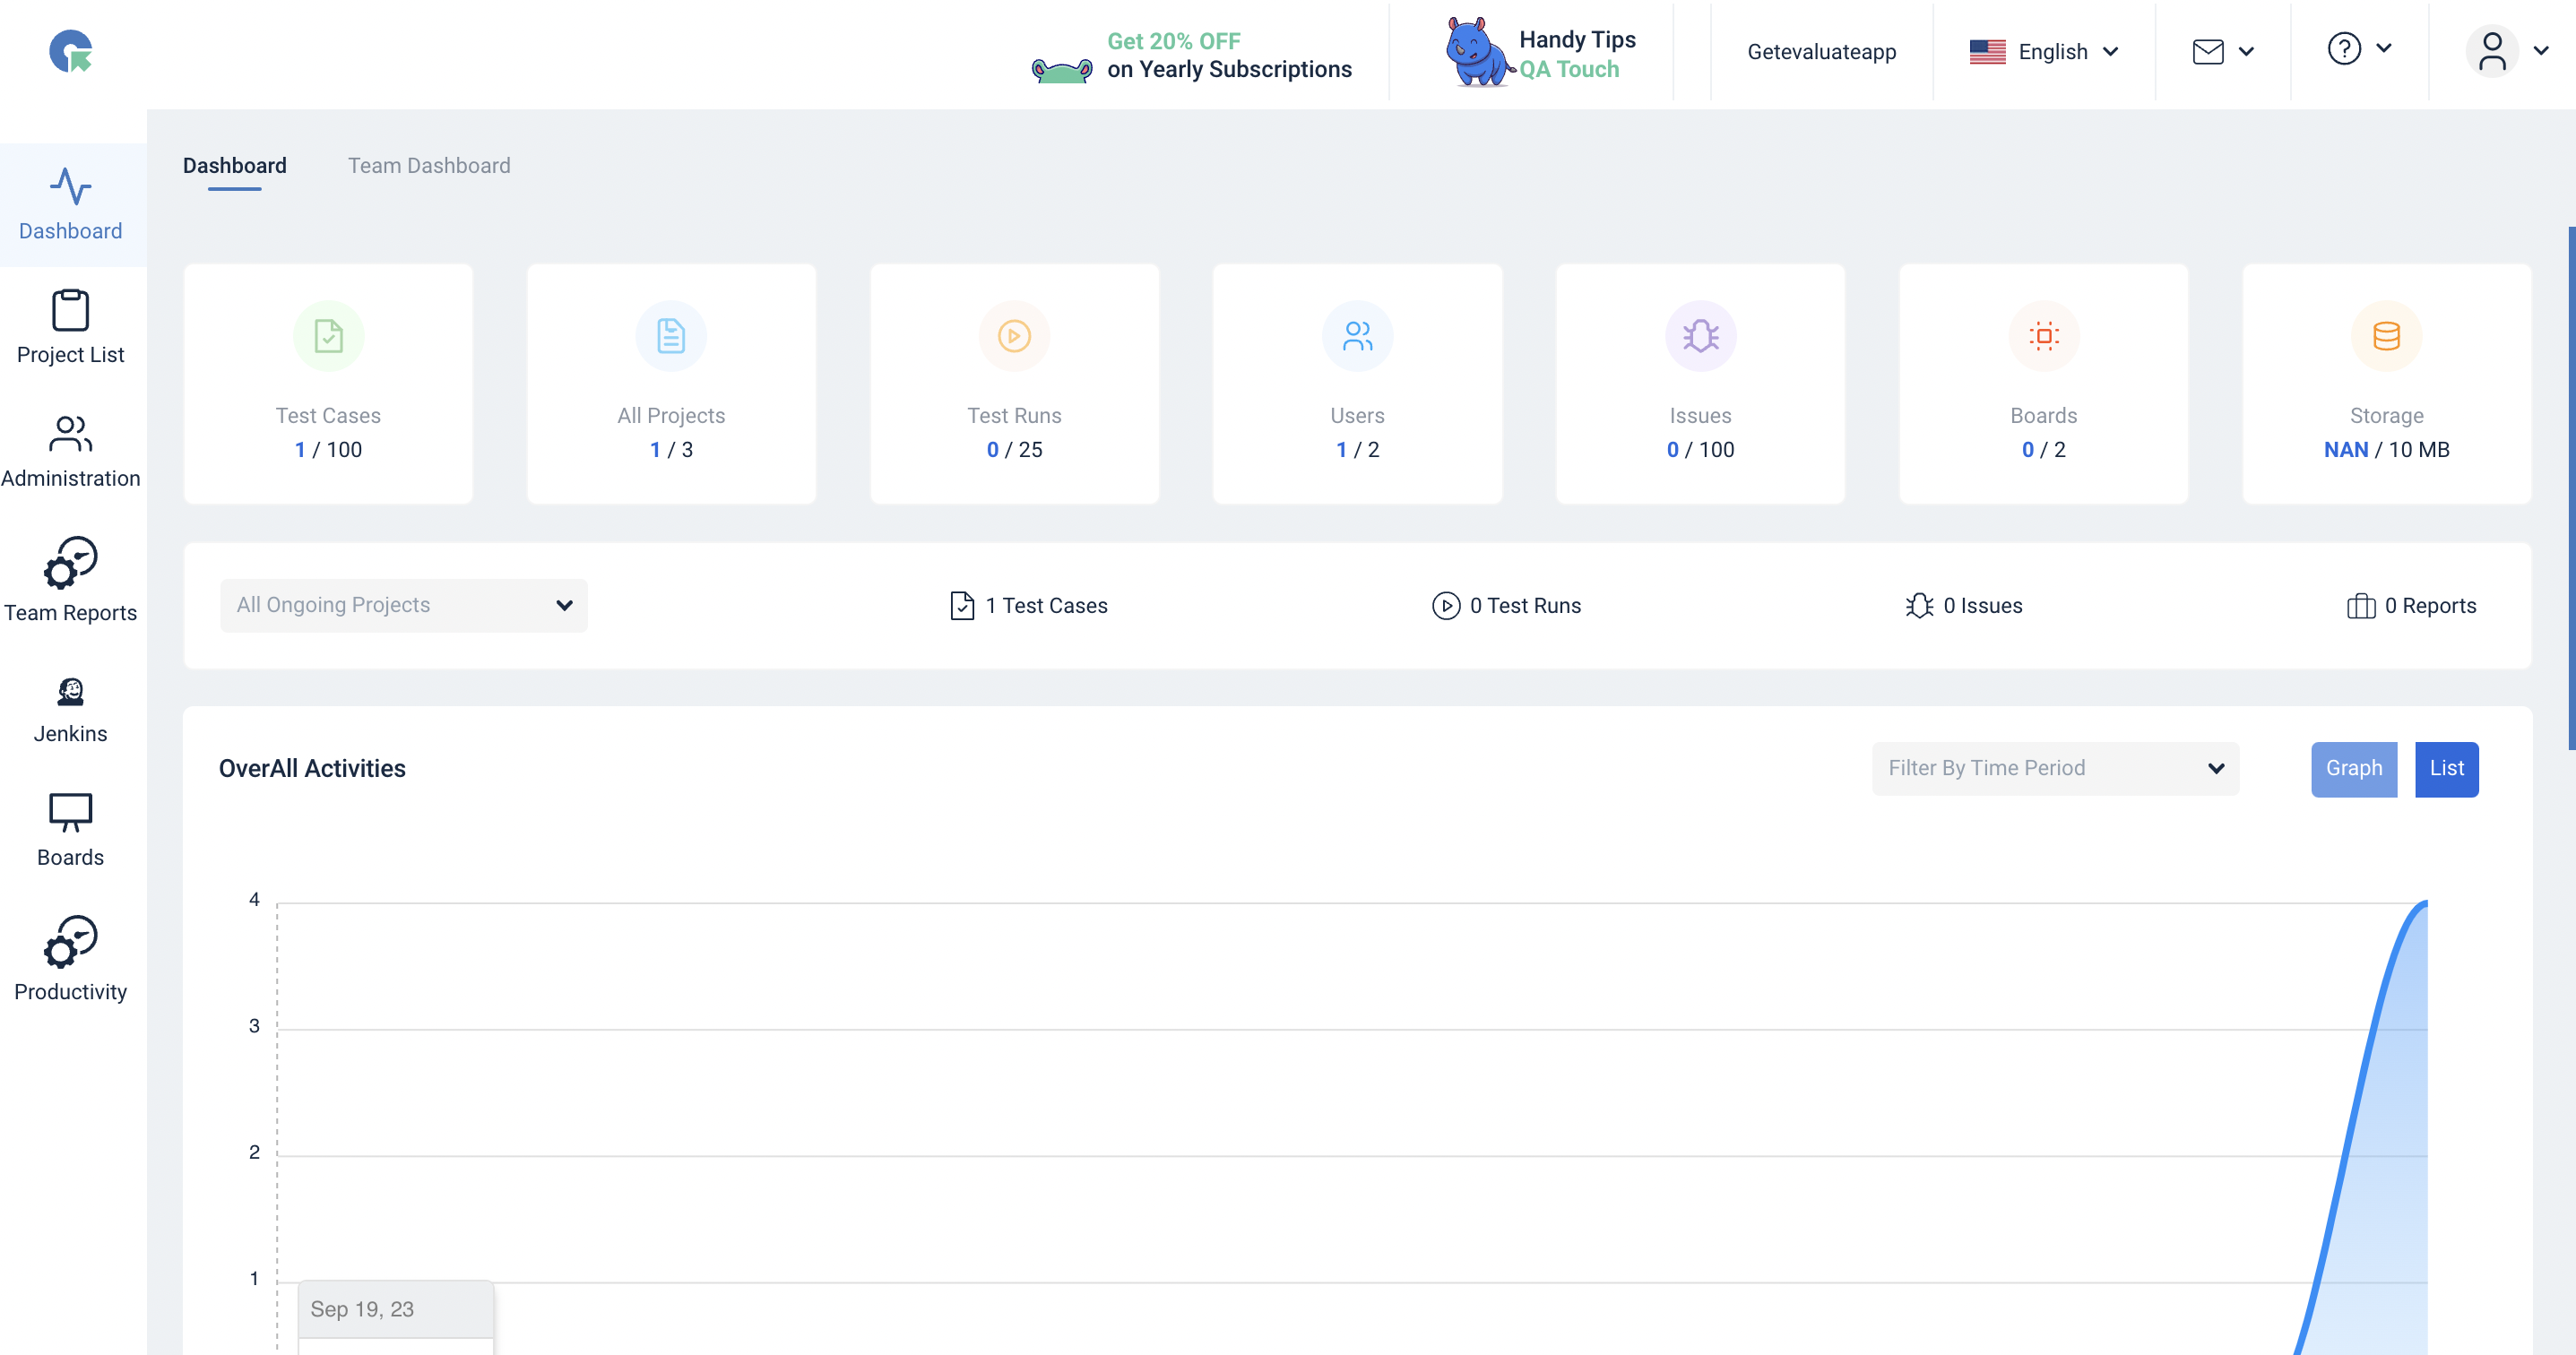 Get 20% OFF
on Yearly Subscriptions
Handy Tips
QA Touch
Getevaluateapp
English
Dashboard
Project List
Administration
Team Reports
Jenkins
Boards
Productivity
Dashboard
Team Dashboard
Test Cases
1 / 100
All Projects
1 / 3
Test Runs
0 / 25
Users
1 / 2
Issues
0 / 100
Boards
0 / 2
Storage
NAN / 10 MB
All Ongoing Projects
1 Test Cases
0 Test Runs
0 Issues
0 Reports
OverAll Activities
Filter By Time Period
Graph
List
4
3
2
1
Sep 19, 23